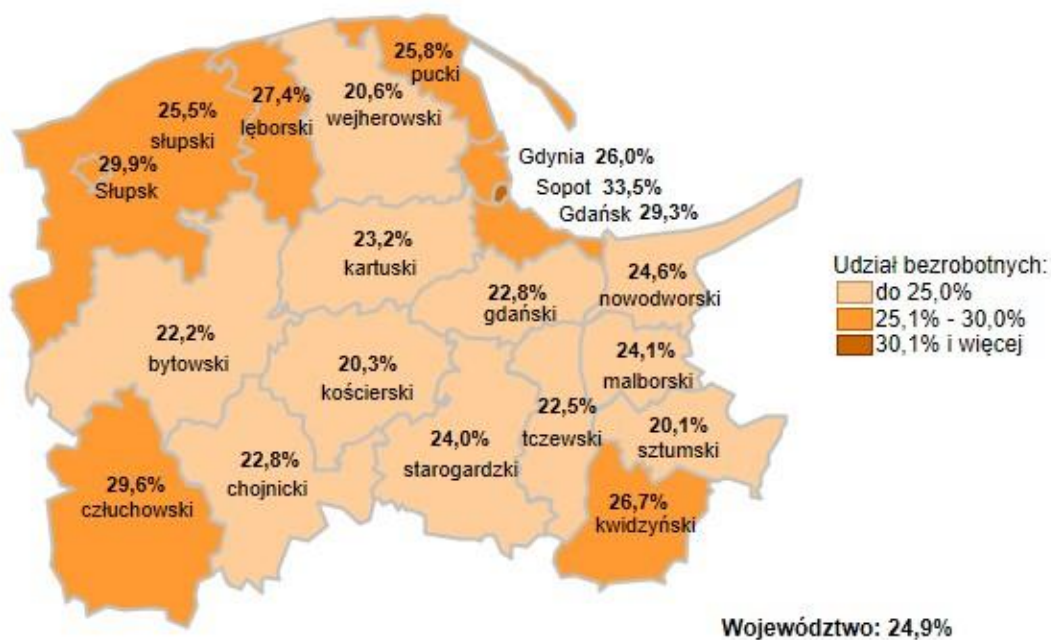 25,8%
pucki
27,4%
lęborski
20,6%
wejherowski
25,5%
słupski
29,9%
Słupsk
Gdynia 26,0%
Sopot 33,5%
Gdańsk 29,3%
23,2%
kartuski
22,8%
gdański
24,6%
nowodworski
Udział bezrobotnych:
do 25,0%
25,1% - 30,0%
30,1% i więcej
22,2%
bytowski
20,3%
kościerski
24,1%
malborski
22,5%
tczewski
20,1%
sztumski
24,0%
starogardzki
22,8%
chojnicki
29,6%
człuchowski
26,7%
kwidzyński
Województwo: 24,9%